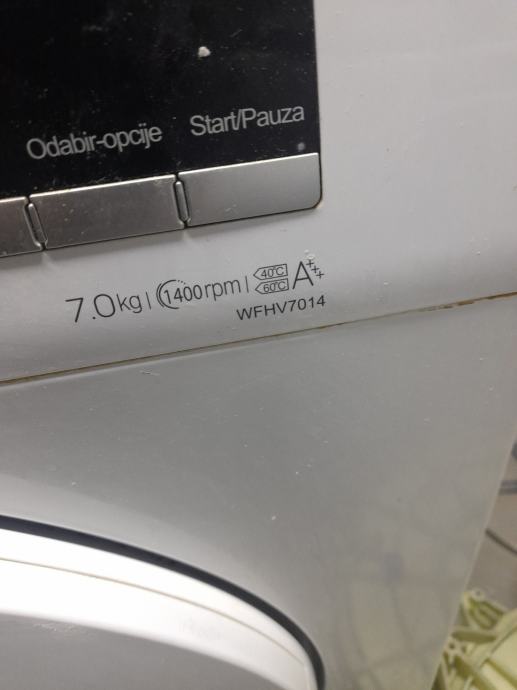 Odabir-opcije Start/Pauza
7.0kg | 1400rpm | 40°C 60°C A+++
WFHV7014